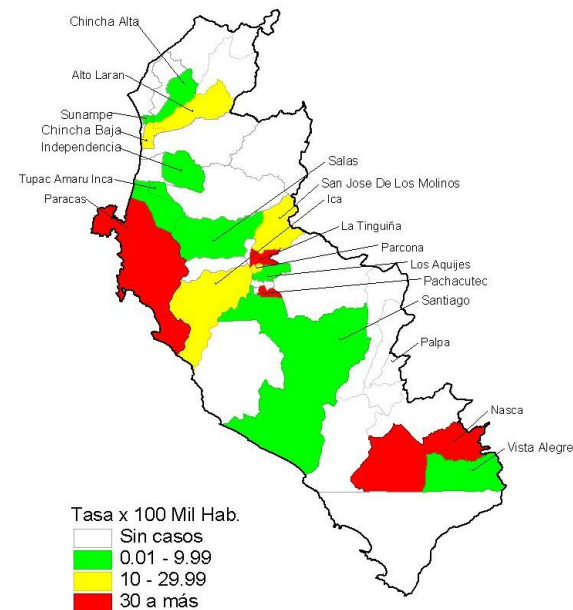 Chincha Alta
Alto Laran
Sunampe
Chincha Baja
Independencia
Tupac Amaru Inca
Paracas
Salas
San Jose De Los Molinos
Ica
La Tinguiña
Parcona
Los Aquijes
Pachacutec
Santiago
Palpa
Nasca
Vista Alegre
Tasa x 100 Mil Hab.
Sin casos
0.01 - 9.99
10 - 29.99
30 a más